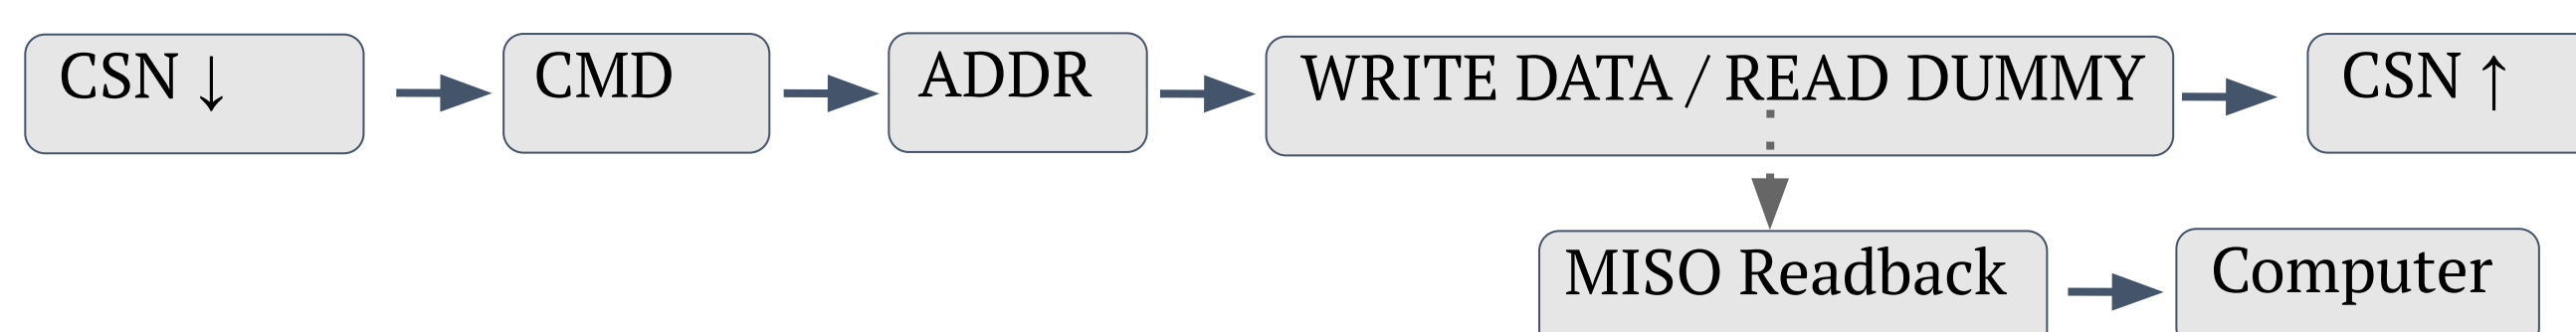 CSN ↓
CMD
ADDR
WRITE DATA / READ DUMMY
CSN ↑
MISO Readback
Computer